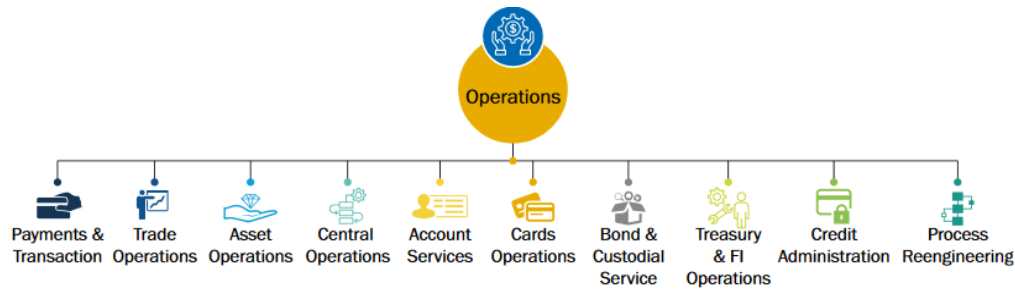 $
Operations
Payments &
Transaction
Trade
Operations
Asset
Operations
Central
Operations
Account
Services
Cards
Operations
Bond &
Custodial
Service
Treasury
& FI
Operations
Credit
Administration
Process
Reengineering